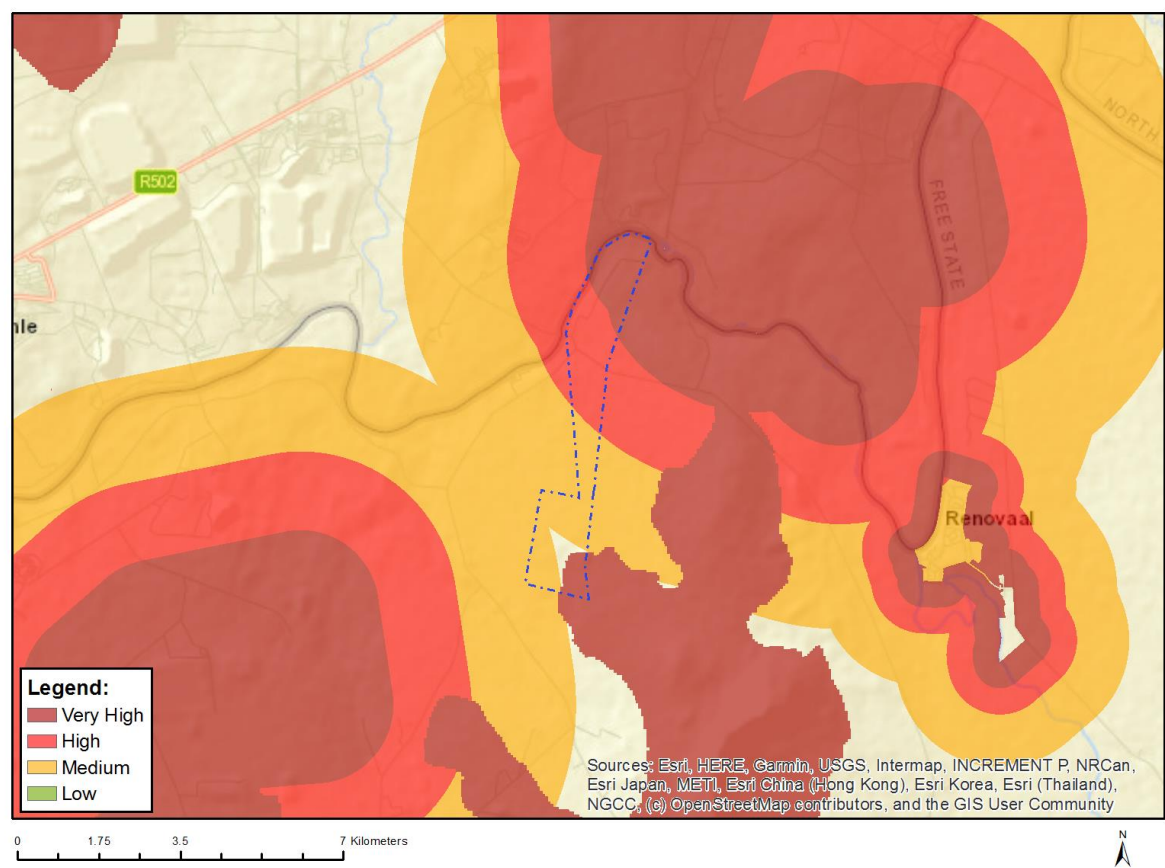 NORTH
R502
FREE STATE
nle
Renovaal
Legend:
Very High
High
Medium
Low
Sources: Esri, HERE, Garmin, USGS, Intermap, INCREMENT P, NRCan,
Esri Japan, METI, Esri China (Hong Kong), Esri Korea, Esri (Thailand),
NGCC, (c) OpenStreetMap contributors, and the GIS User Community
0 1.75 3.5 7 Kilometers
N